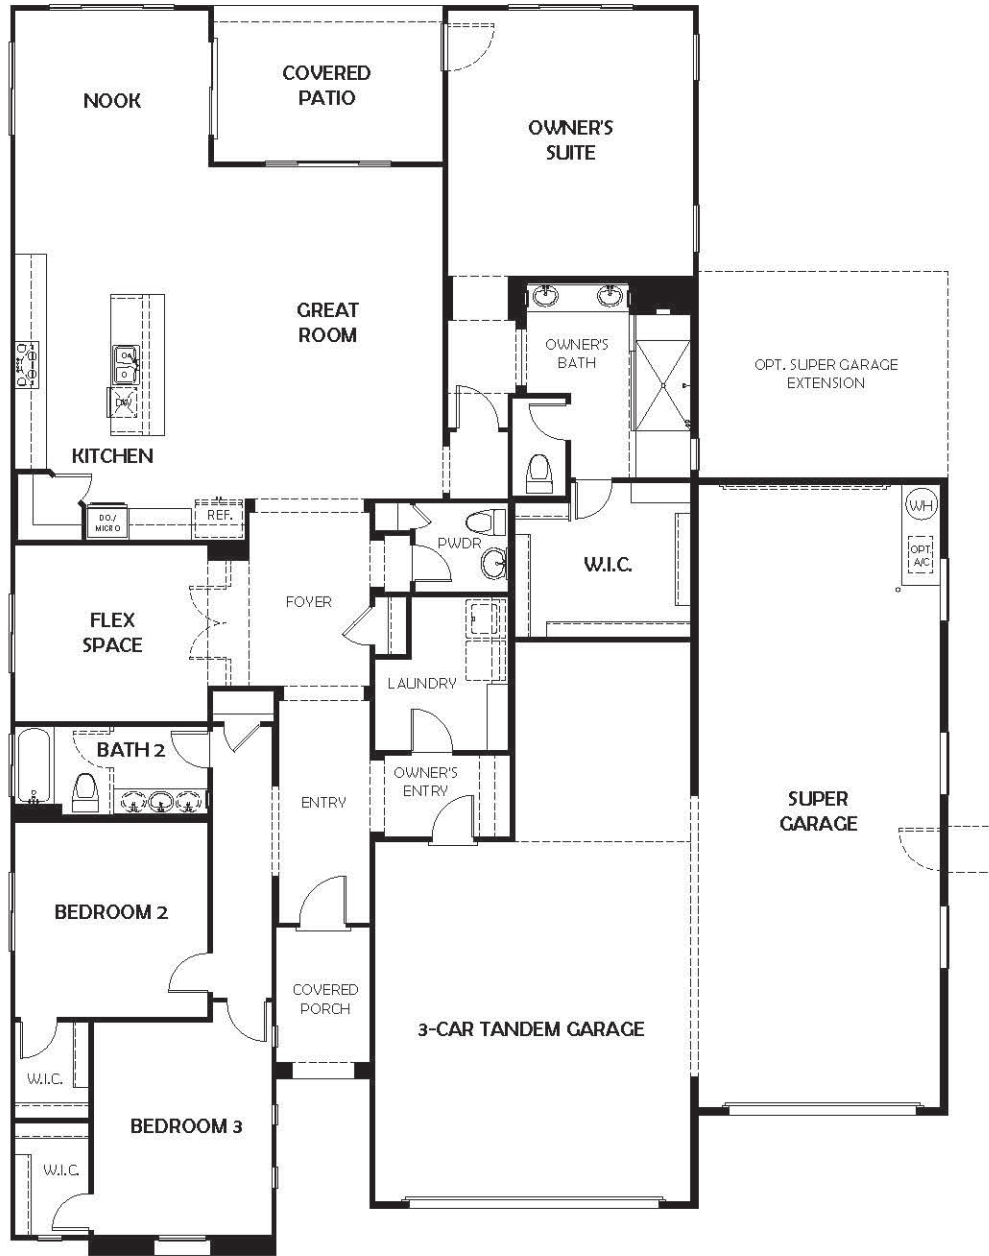 NOOK
COVERED
PATIO
OWNER'S
SUITE
GREAT
ROOM
OWNER'S
BATH
OPT. SUPER GARAGE
EXTENSION
DW
KITCHEN
DO./
MICRO
REF.
PWDR
W.I.C.
WH
OPT.
A/C
FLEX
SPACE
FOYER
LAUNDRY
BATH 2
OWNER'S
ENTRY
ENTRY
SUPER
GARAGE
BEDROOM 2
COVERED
PORCH
3-CAR TANDEM GARAGE
W.I.C.
BEDROOM 3
W.I.C.